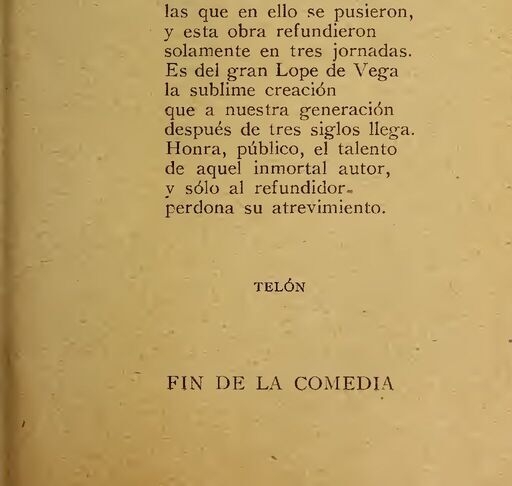 las que en ello se pusieron,
y esta obra refundieron
solamente en tres jornadas.
Es del gran Lope de Vega
la sublime creación
que a nuestra generación
después de tres siglos llega.
Honra, público, el talento
de aquel inmortal autor,
y sólo al refundidor
perdona su atrevimiento.
TELÓN
FIN DE LA COMEDIA